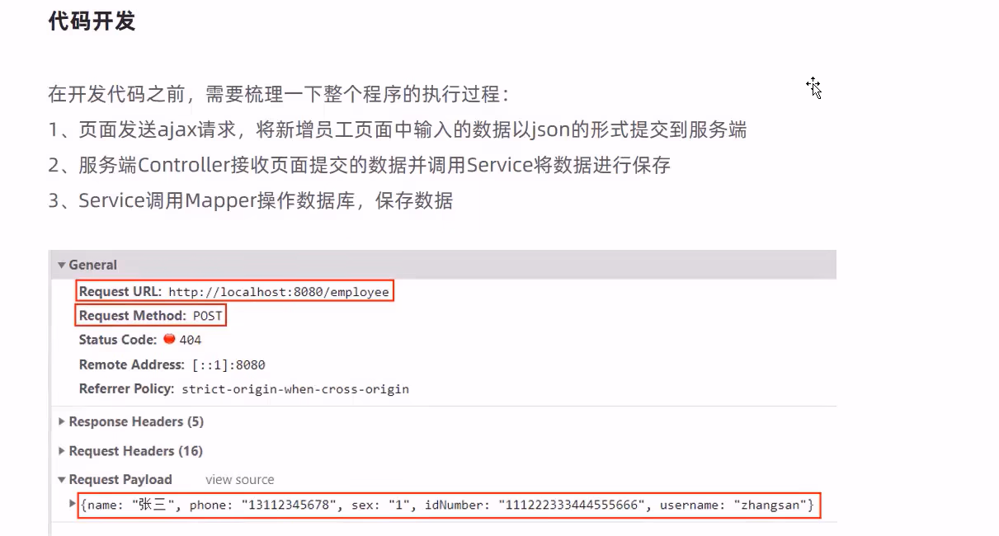 代码开发
在开发代码之前，需要梳理一下整个程序的执行过程：
1、页面发送ajax请求，将新增员工页面中输入的数据以json的形式提交到服务端
2、服务端Controller接收页面提交的数据并调用Service将数据进行保存
3、Service调用Mapper操作数据库，保存数据
General
Request URL: http://localhost:8080/employee
Request Method: POST
Status Code: 404
Remote Address: [::1]:8080
Referrer Policy: strict-origin-when-cross-origin
Response Headers (5)
Request Headers (16)
Request Payload view source
{name: "张三", phone: "13112345678", sex: "1", idNumber: "111222333444555666", username: "zhangsan"}